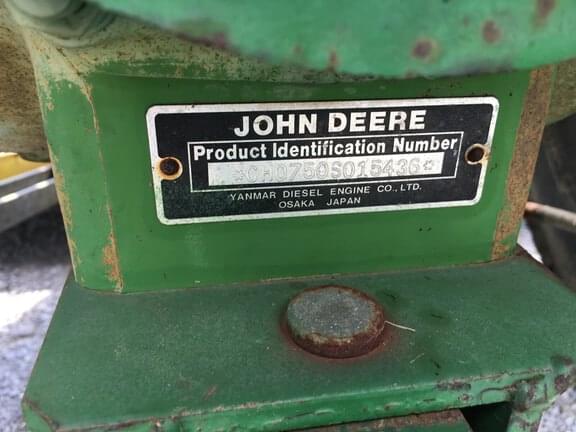 JOHN DEERE
Product Identification Number
*CH0750S015436*
YANMAR DIESEL ENGINE CO., LTD.
OSAKA JAPAN